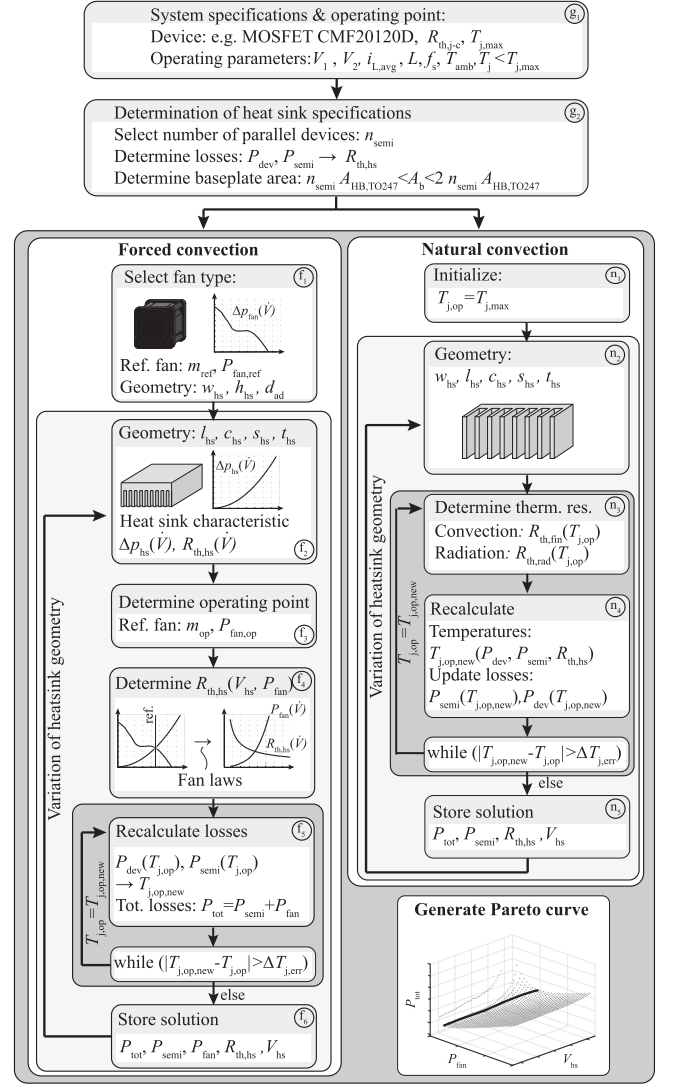 System specifications & operating point:
g1
Device: e.g. MOSFET CMF20120D, Rth,j-c, Tj,max
Operating parameters:V1 , V2, iL,avg , L, fs, Tamb,Tj <Tj,max
Determination of heat sink specifications
g2
Select number of parallel devices: nsemi
Determine losses: Pdev, Psemi → Rth,hs
Determine baseplate area: nsemi AHB,TO247<Ab<2 nsemi AHB,TO247
Forced convection
Select fan type:
f1
Δpfan(V̇)
Ref. fan: mref, Pfan,ref
Geometry: whs, hhs, dad
Variation of heatsink geometry
Geometry: lhs, chs, shs, ths
Δphs(V̇)
Heat sink characteristic
Δphs(V̇), Rth,hs(V̇)
f2
Determine operating point
Ref. fan: mop, Pfan,op
f3
Determine Rth,hs(Vhs, Pfan)
f4
ref.
Pfan(V̇)
Rth,hs(V̇)
→
Fan laws
Recalculate losses
f5
Pdev(Tj,op), Psemi(Tj,op)
→ Tj,op,new
Tot. losses: Ptot=Psemi+Pfan
Tj,op=Tj,op,new
while (|Tj,op,new-Tj,op|>ΔTj,err)
else
Store solution
f6
Ptot, Psemi, Pfan, Rth,hs ,Vhs
Natural convection
Initialize:
n1
Tj,op=Tj,max
Variation of heatsink geometry
Geometry:
n2
whs, lhs, chs, shs, ths
Determine therm. res.
n3
Convection: Rth,fin(Tj,op)
Radiation: Rth,rad(Tj,op)
Tj,op=Tj,op,new
Recalculate
n4
Temperatures:
Tj,op,new(Pdev, Psemi, Rth,hs)
Update losses:
Psemi(Tj,op,new),Pdev(Tj,op,new)
while (|Tj,op,new-Tj,op|>ΔTj,err)
else
Store solution
n5
Ptot, Psemi, Rth,hs ,Vhs
Generate Pareto curve
Ptot
Pfan
Vhs